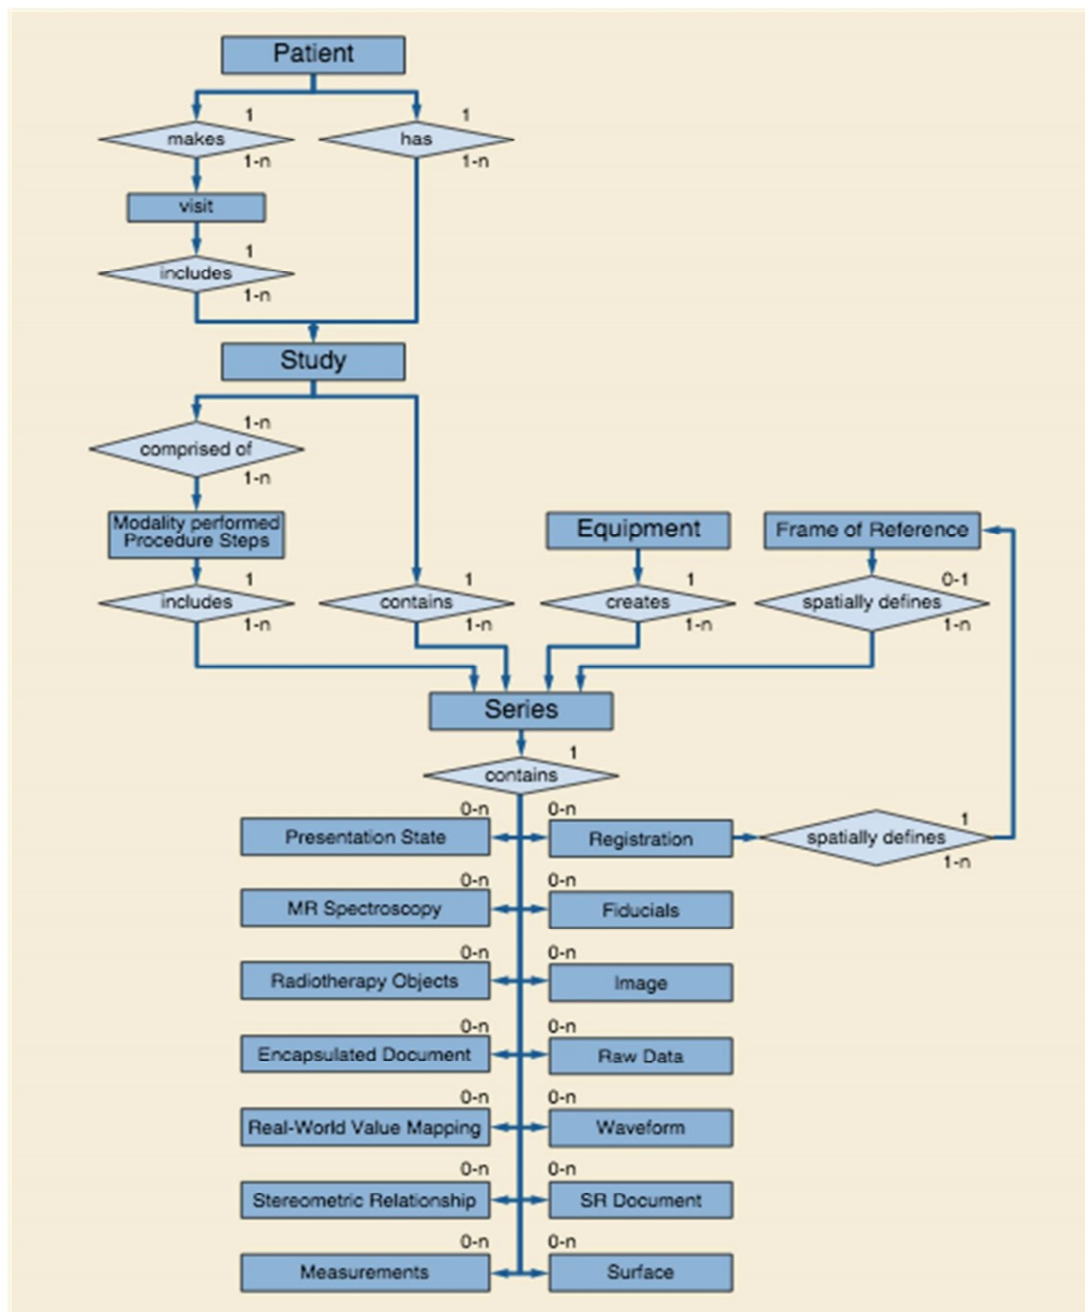 Patient
1 1
makes has
1-n 1-n
visit
1
includes
1-n
Study
1-n
comprised of
1-n
Modality performed
Procedure Steps
Equipment Frame of Reference
1 1 1 0-1
includes contains creates spatially defines
1-n 1-n 1-n 1-n
Series
1
contains
0-n 0-n
Presentation State Registration
1
spatially defines
1-n
0-n 0-n
MR Spectroscopy Fiducials
0-n 0-n
Radiotherapy Objects Image
0-n 0-n
Encapsulated Document Raw Data
0-n 0-n
Real-World Value Mapping Waveform
0-n 0-n
Stereometric Relationship SR Document
0-n 0-n
Measurements Surface